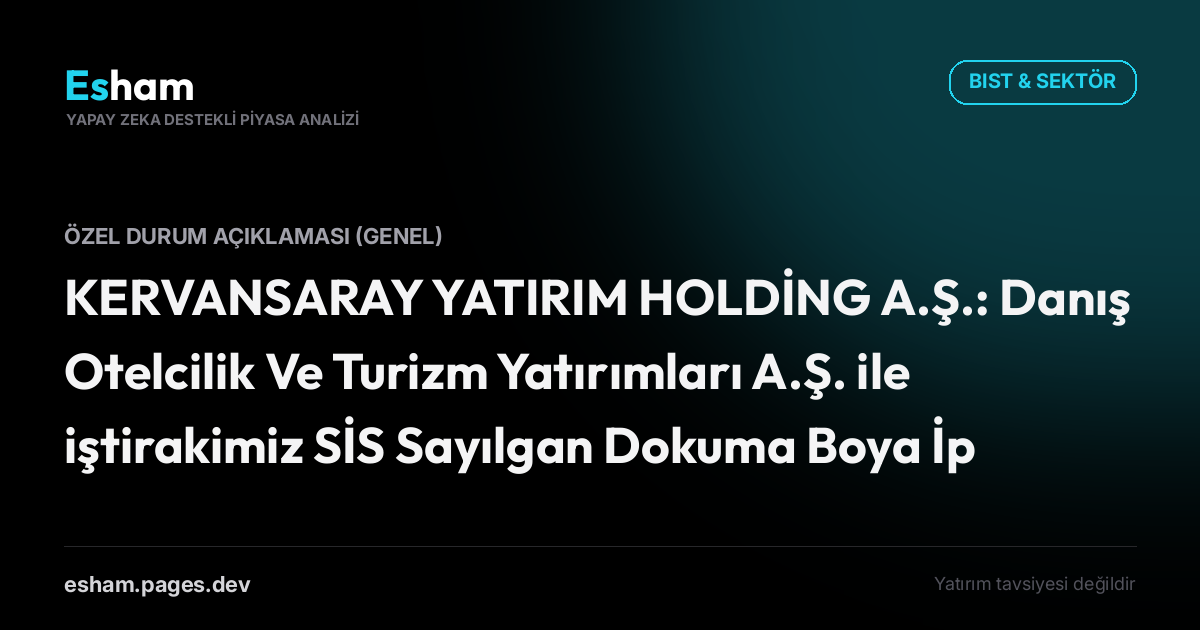 Esham
BIST & SEKTÖR
YAPAY ZEKA DESTEKLİ PİYASA ANALİZİ
ÖZEL DURUM AÇIKLAMASI (GENEL)
KERVANSARAY YATIRIM HOLDİNG A.Ş.: Danış
Otelcilik Ve Turizm Yatırımları A.Ş. ile
iştirakimiz SİS Sayılgan Dokuma Boya İp
esham.pages.dev
Yatırım tavsiyesi değildir